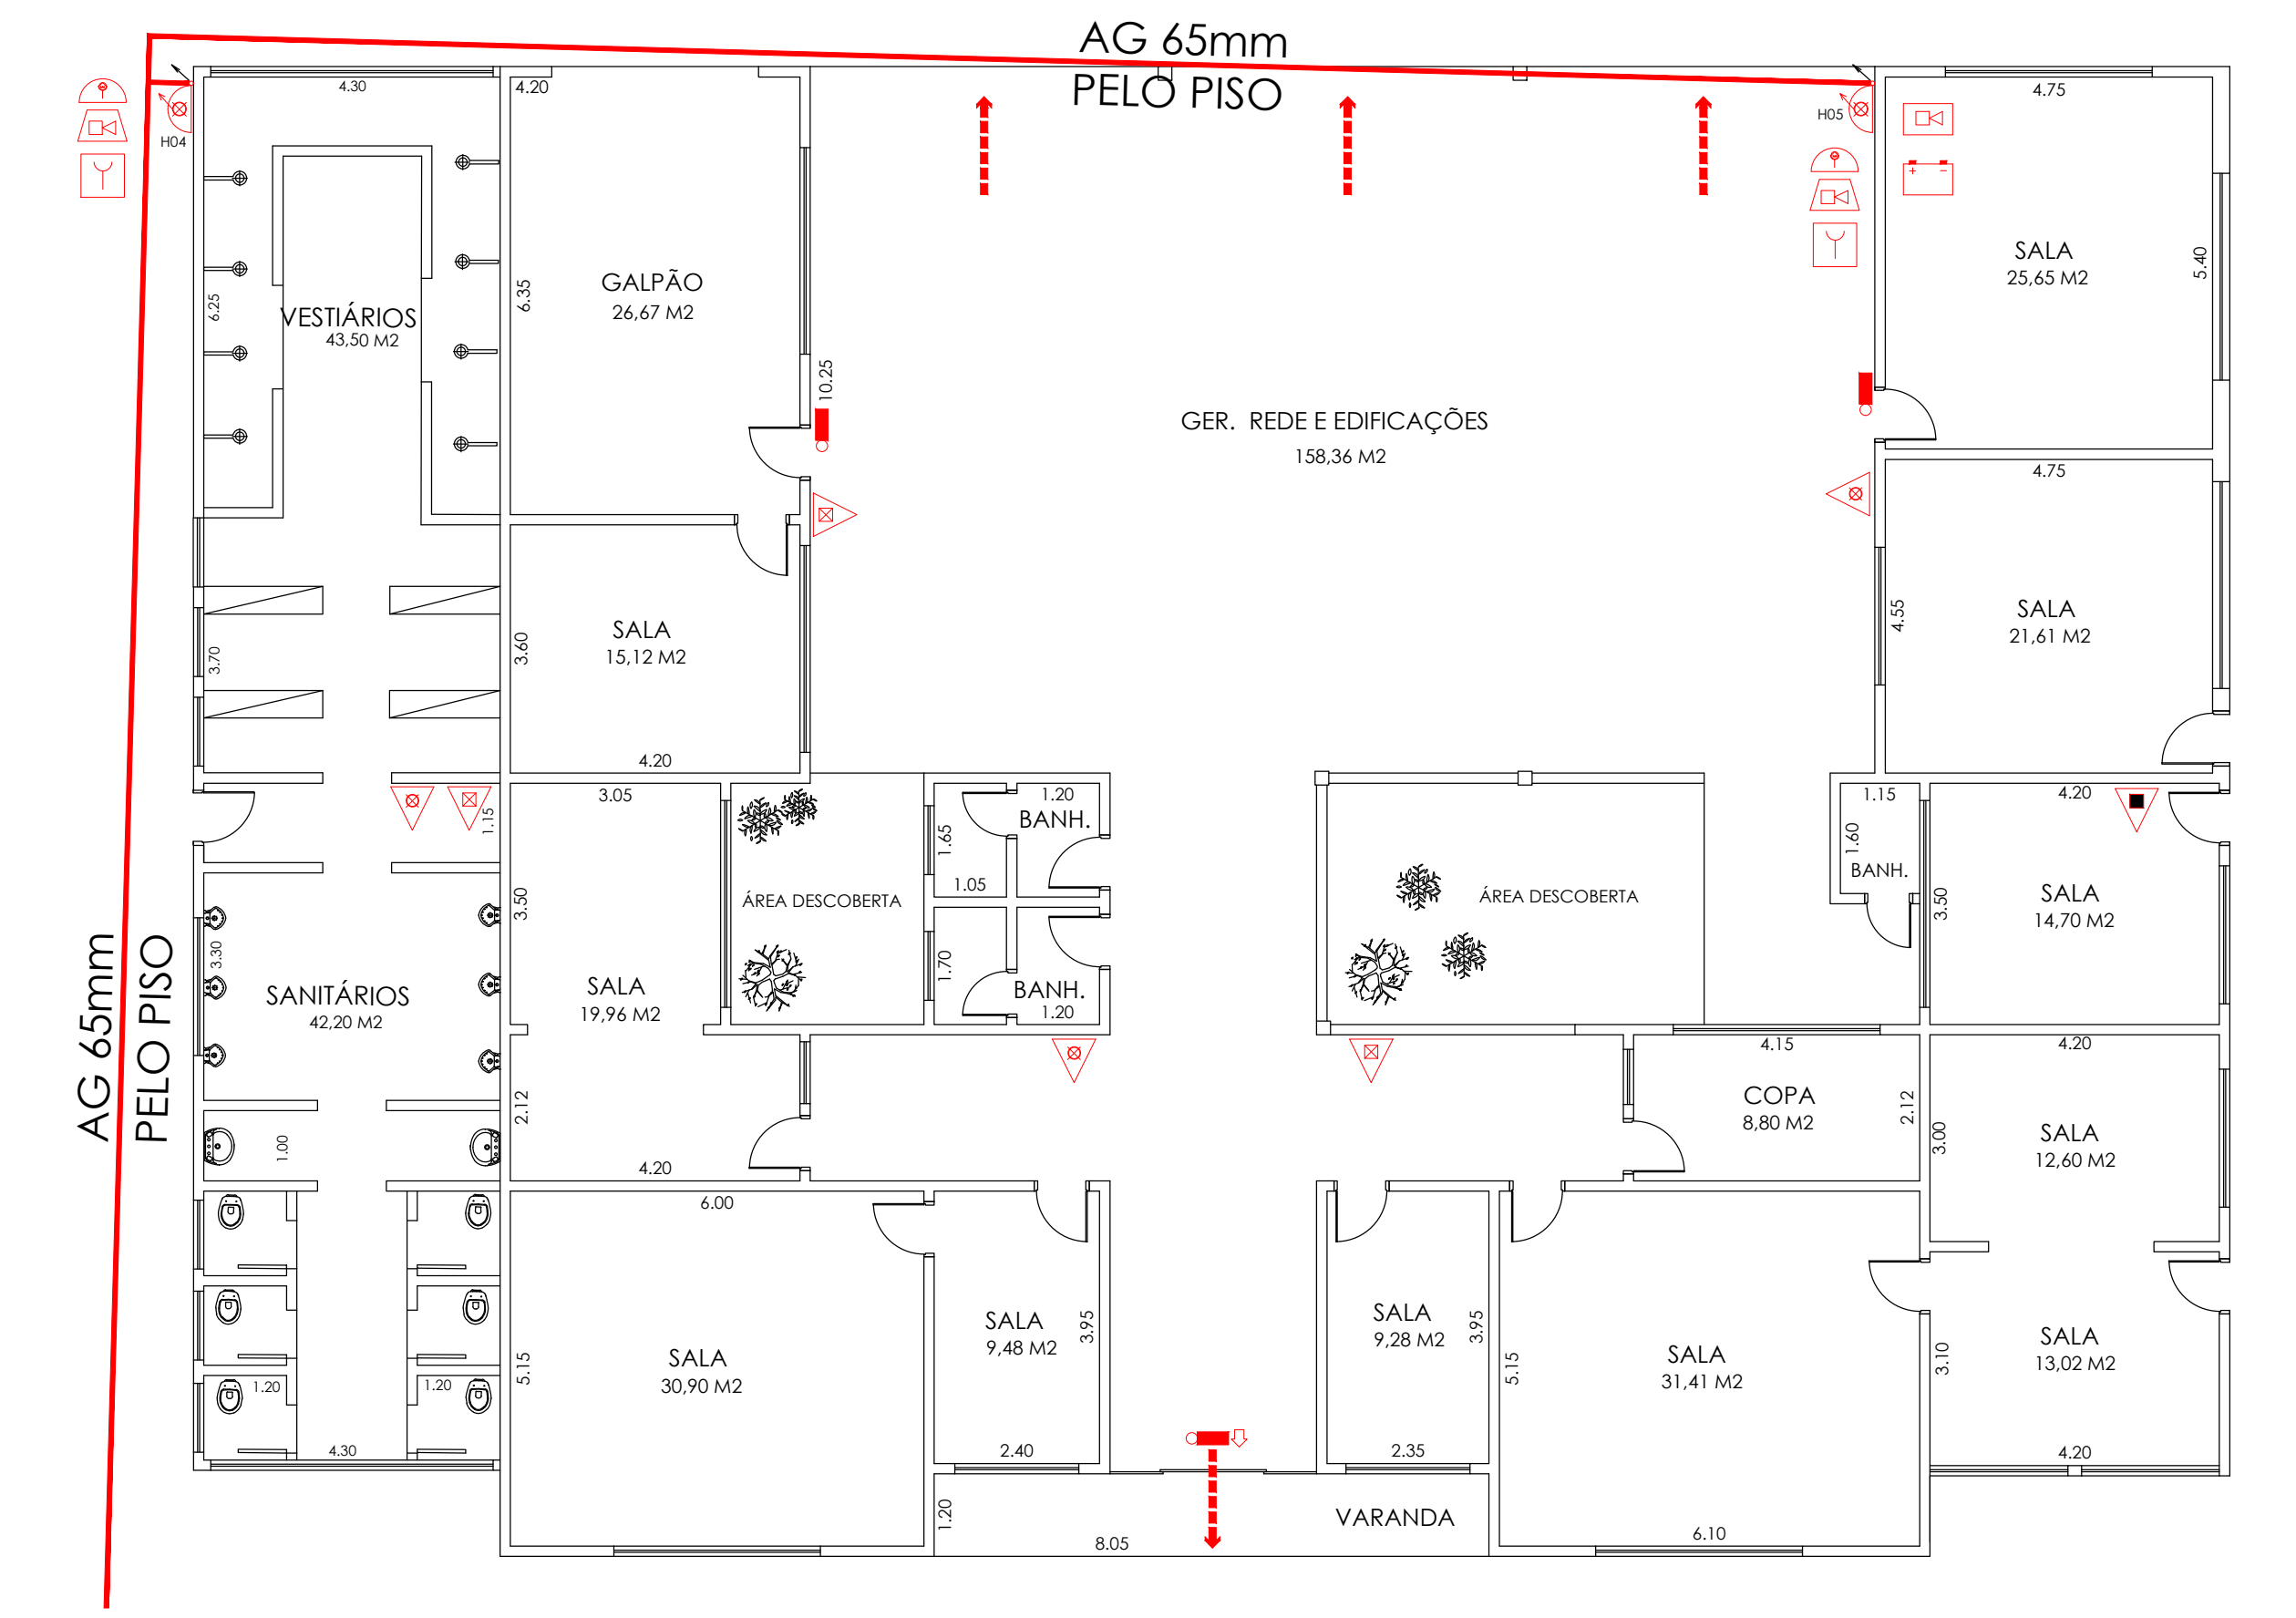 AG 65mm
PELO PISO
4.30
4.20
4.75
H04
H05
6.25
VESTIÁRIOS
43,50 M2
6.35
GALPÃO
26,67 M2
10.25
GER. REDE E EDIFICAÇÕES
158,36 M2
+ −
SALA
25,65 M2
5.40
4.75
3.70
3.60
SALA
15,12 M2
4.20
4.55
SALA
21,61 M2
1.15
3.05
1.20
BANH.
1.65
1.05
1.15
1.60
BANH.
4.20
3.50
ÁREA DESCOBERTA
ÁREA DESCOBERTA
3.50
SALA
14,70 M2
AG 65mm
PELO PISO
3.30
SANITÁRIOS
42,20 M2
SALA
19,96 M2
1.70
BANH.
1.20
4.15
4.20
1.00
2.12
4.20
COPA
8,80 M2
2.12
3.00
SALA
12,60 M2
6.00
SALA
30,90 M2
5.15
SALA
9,48 M2
3.95
SALA
9,28 M2
3.95
5.15
SALA
31,41 M2
3.10
SALA
13,02 M2
1.20
1.20
4.30
2.40
2.35
4.20
1.20
8.05
VARANDA
6.10